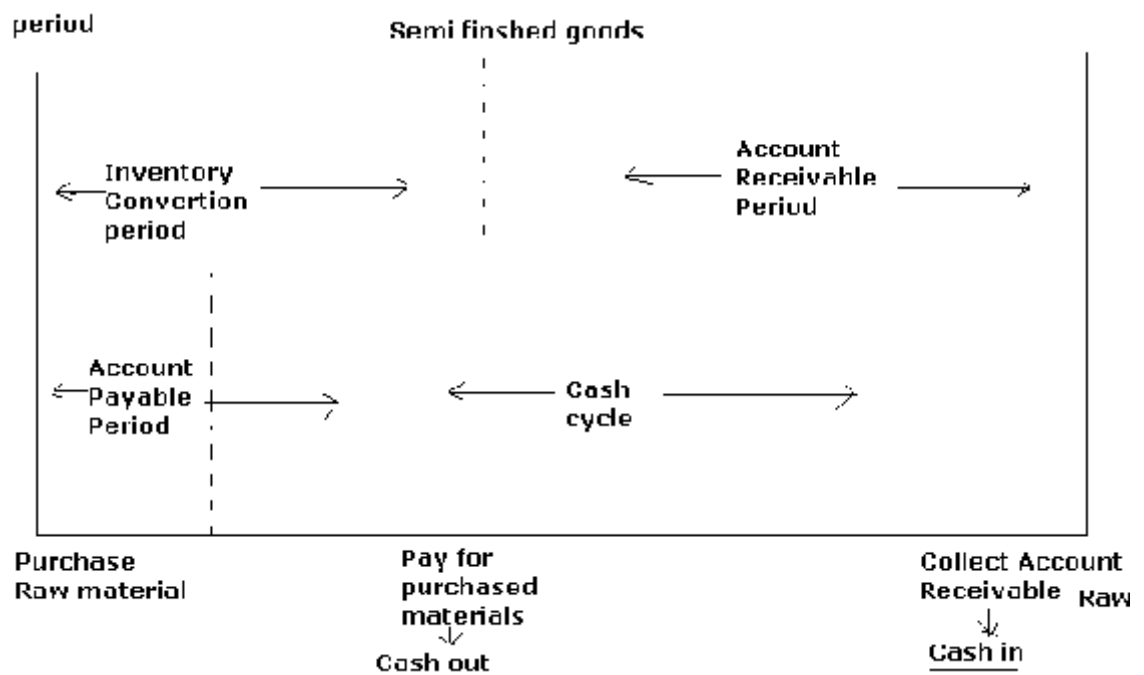 period
Semi finshed goods
Inventory
Convertion
period
Account
Receivable
Period
Account
Payable
Period
Cash
cycle
Purchase
Raw material
Pay for
purchased
materials
Cash out
Collect Account
Receivable
Raw
Cash in